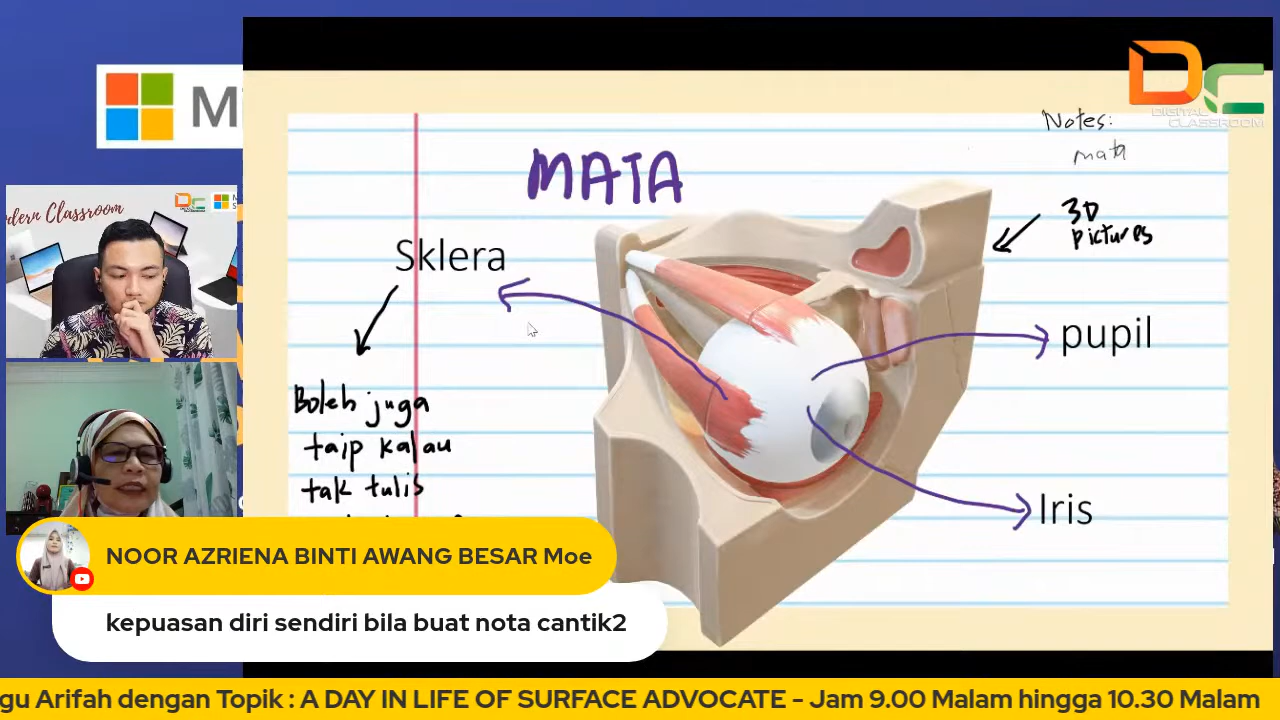 Modern Classroom
DC
DIGITAL
CLASSROOM
Notes:
mata
MATA
3D
pictures
Sklera
pupil
Boleh juga
taip kalau
tak tulis
Iris
NOOR AZRIENA BINTI AWANG BESAR Moe
kepuasan diri sendiri bila buat nota cantik2
gu Arifah dengan Topik : A DAY IN LIFE OF SURFACE ADVOCATE - Jam 9.00 Malam hingga 10.30 Malam